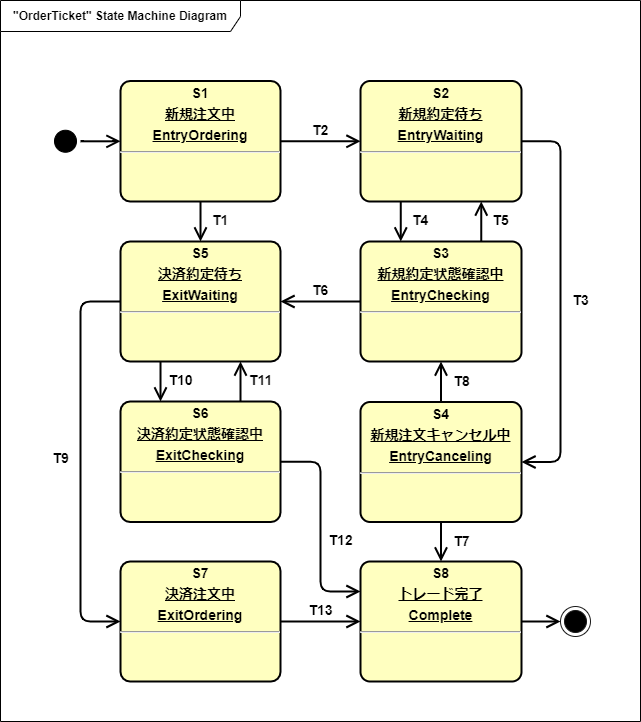 "OrderTicket" State Machine Diagram
S1
新規注文中
EntryOrdering
T2
S2
新規約定待ち
EntryWaiting
T1
T4
T5
S5
決済約定待ち
ExitWaiting
T6
S3
新規約定状態確認中
EntryChecking
T3
T10
T11
T8
S6
決済約定状態確認中
ExitChecking
S4
新規注文キャンセル中
EntryCanceling
T9
T12
T7
S7
決済注文中
ExitOrdering
T13
S8
トレード完了
Complete